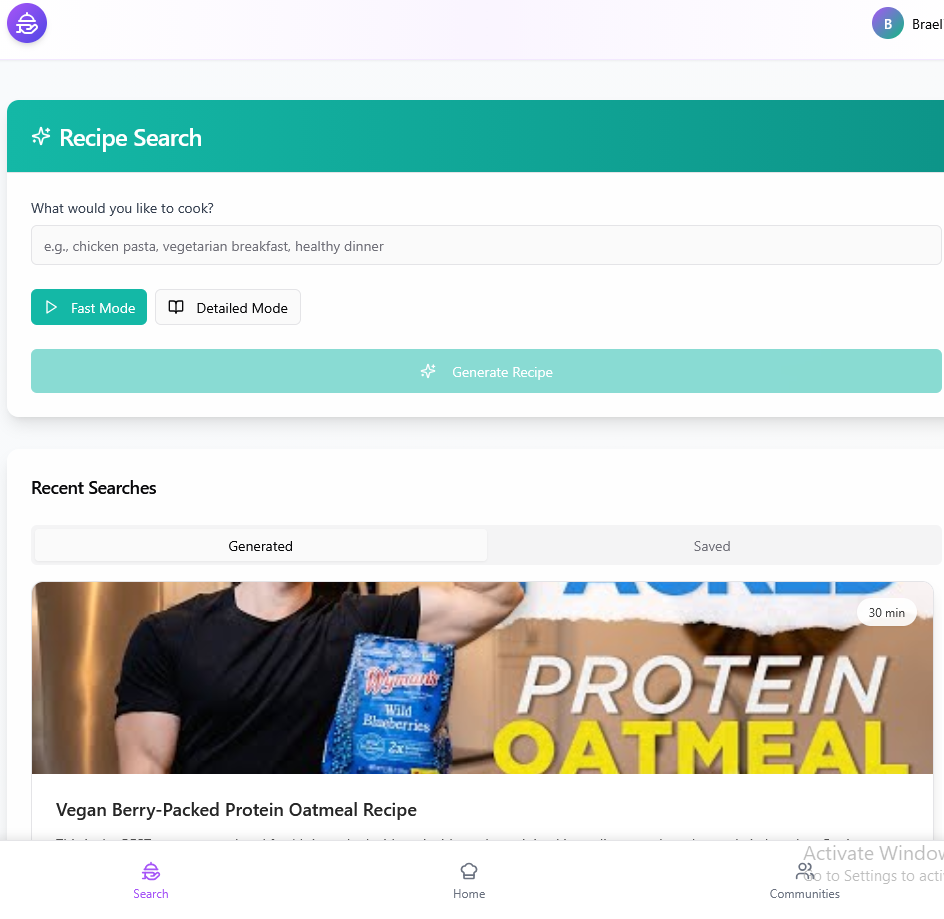 B Brael
Recipe Search
What would you like to cook?
e.g., chicken pasta, vegetarian breakfast, healthy dinner
Fast Mode Detailed Mode
Generate Recipe
Recent Searches
Generated Saved
30 min
PROTEIN
OATMEAL
Wyman's
Wild
Blueberries
2x
Vegan Berry-Packed Protein Oatmeal Recipe
Activate Window
Go to Settings to acti
Search Home Communities